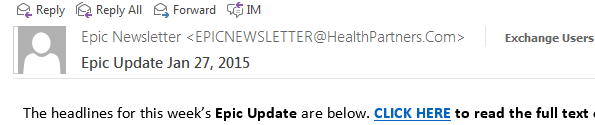 Reply Reply All Forward IM
Epic Newsletter <EPICNEWSLETTER@HealthPartners.Com> Exchange Users
Epic Update Jan 27, 2015
The headlines for this week's Epic Update are below. CLICK HERE to read the full text